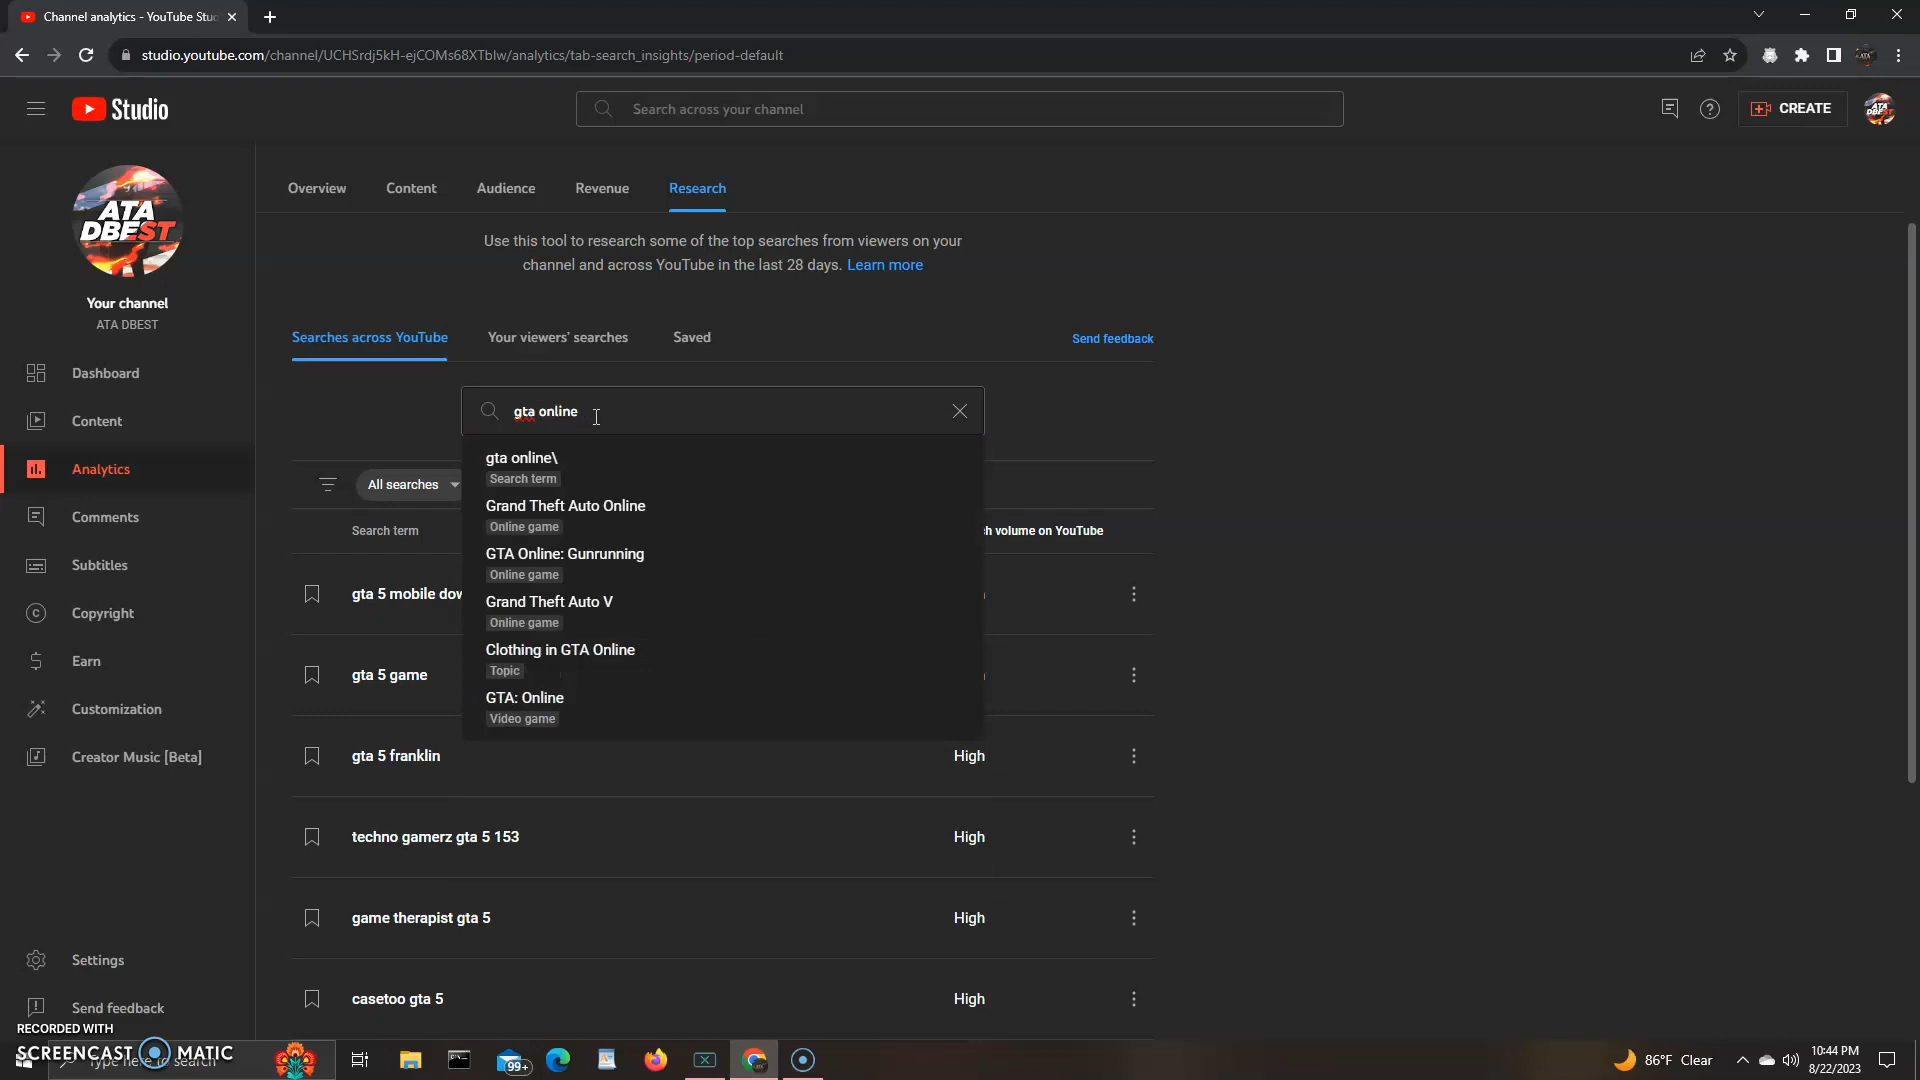 Channel analytics - YouTube Stu
studio.youtube.com/channel/UCHSrdj5kH-ejCOMs68XTblw/analytics/tab-search_insights/period-default
Studio
Search across your channel
CREATE
ATA
DBEST
Your channel
ATA DBEST
Dashboard
Content
Analytics
Comments
Subtitles
Copyright
Earn
Customization
Creator Music [Beta]
Settings
Send feedback
Overview
Content
Audience
Revenue
Research
Use this tool to research some of the top searches from viewers on your
channel and across YouTube in the last 28 days. Learn more
Searches across YouTube
Your viewers' searches
Saved
Send feedback
gta online
gta online\
Search term
Grand Theft Auto Online
Online game
GTA Online: Gunrunning
Online game
Grand Theft Auto V
Online game
Clothing in GTA Online
Topic
GTA: Online
Video game
All searches
Search term
h volume on YouTube
gta 5 mobile dow
gta 5 game
gta 5 franklin
High
techno gamerz gta 5 153
High
game therapist gta 5
High
casetoo gta 5
High
RECORDED WITH
SCREENCAST MATIC
Type here to search
99+
86°F Clear
10:44 PM
8/22/2023